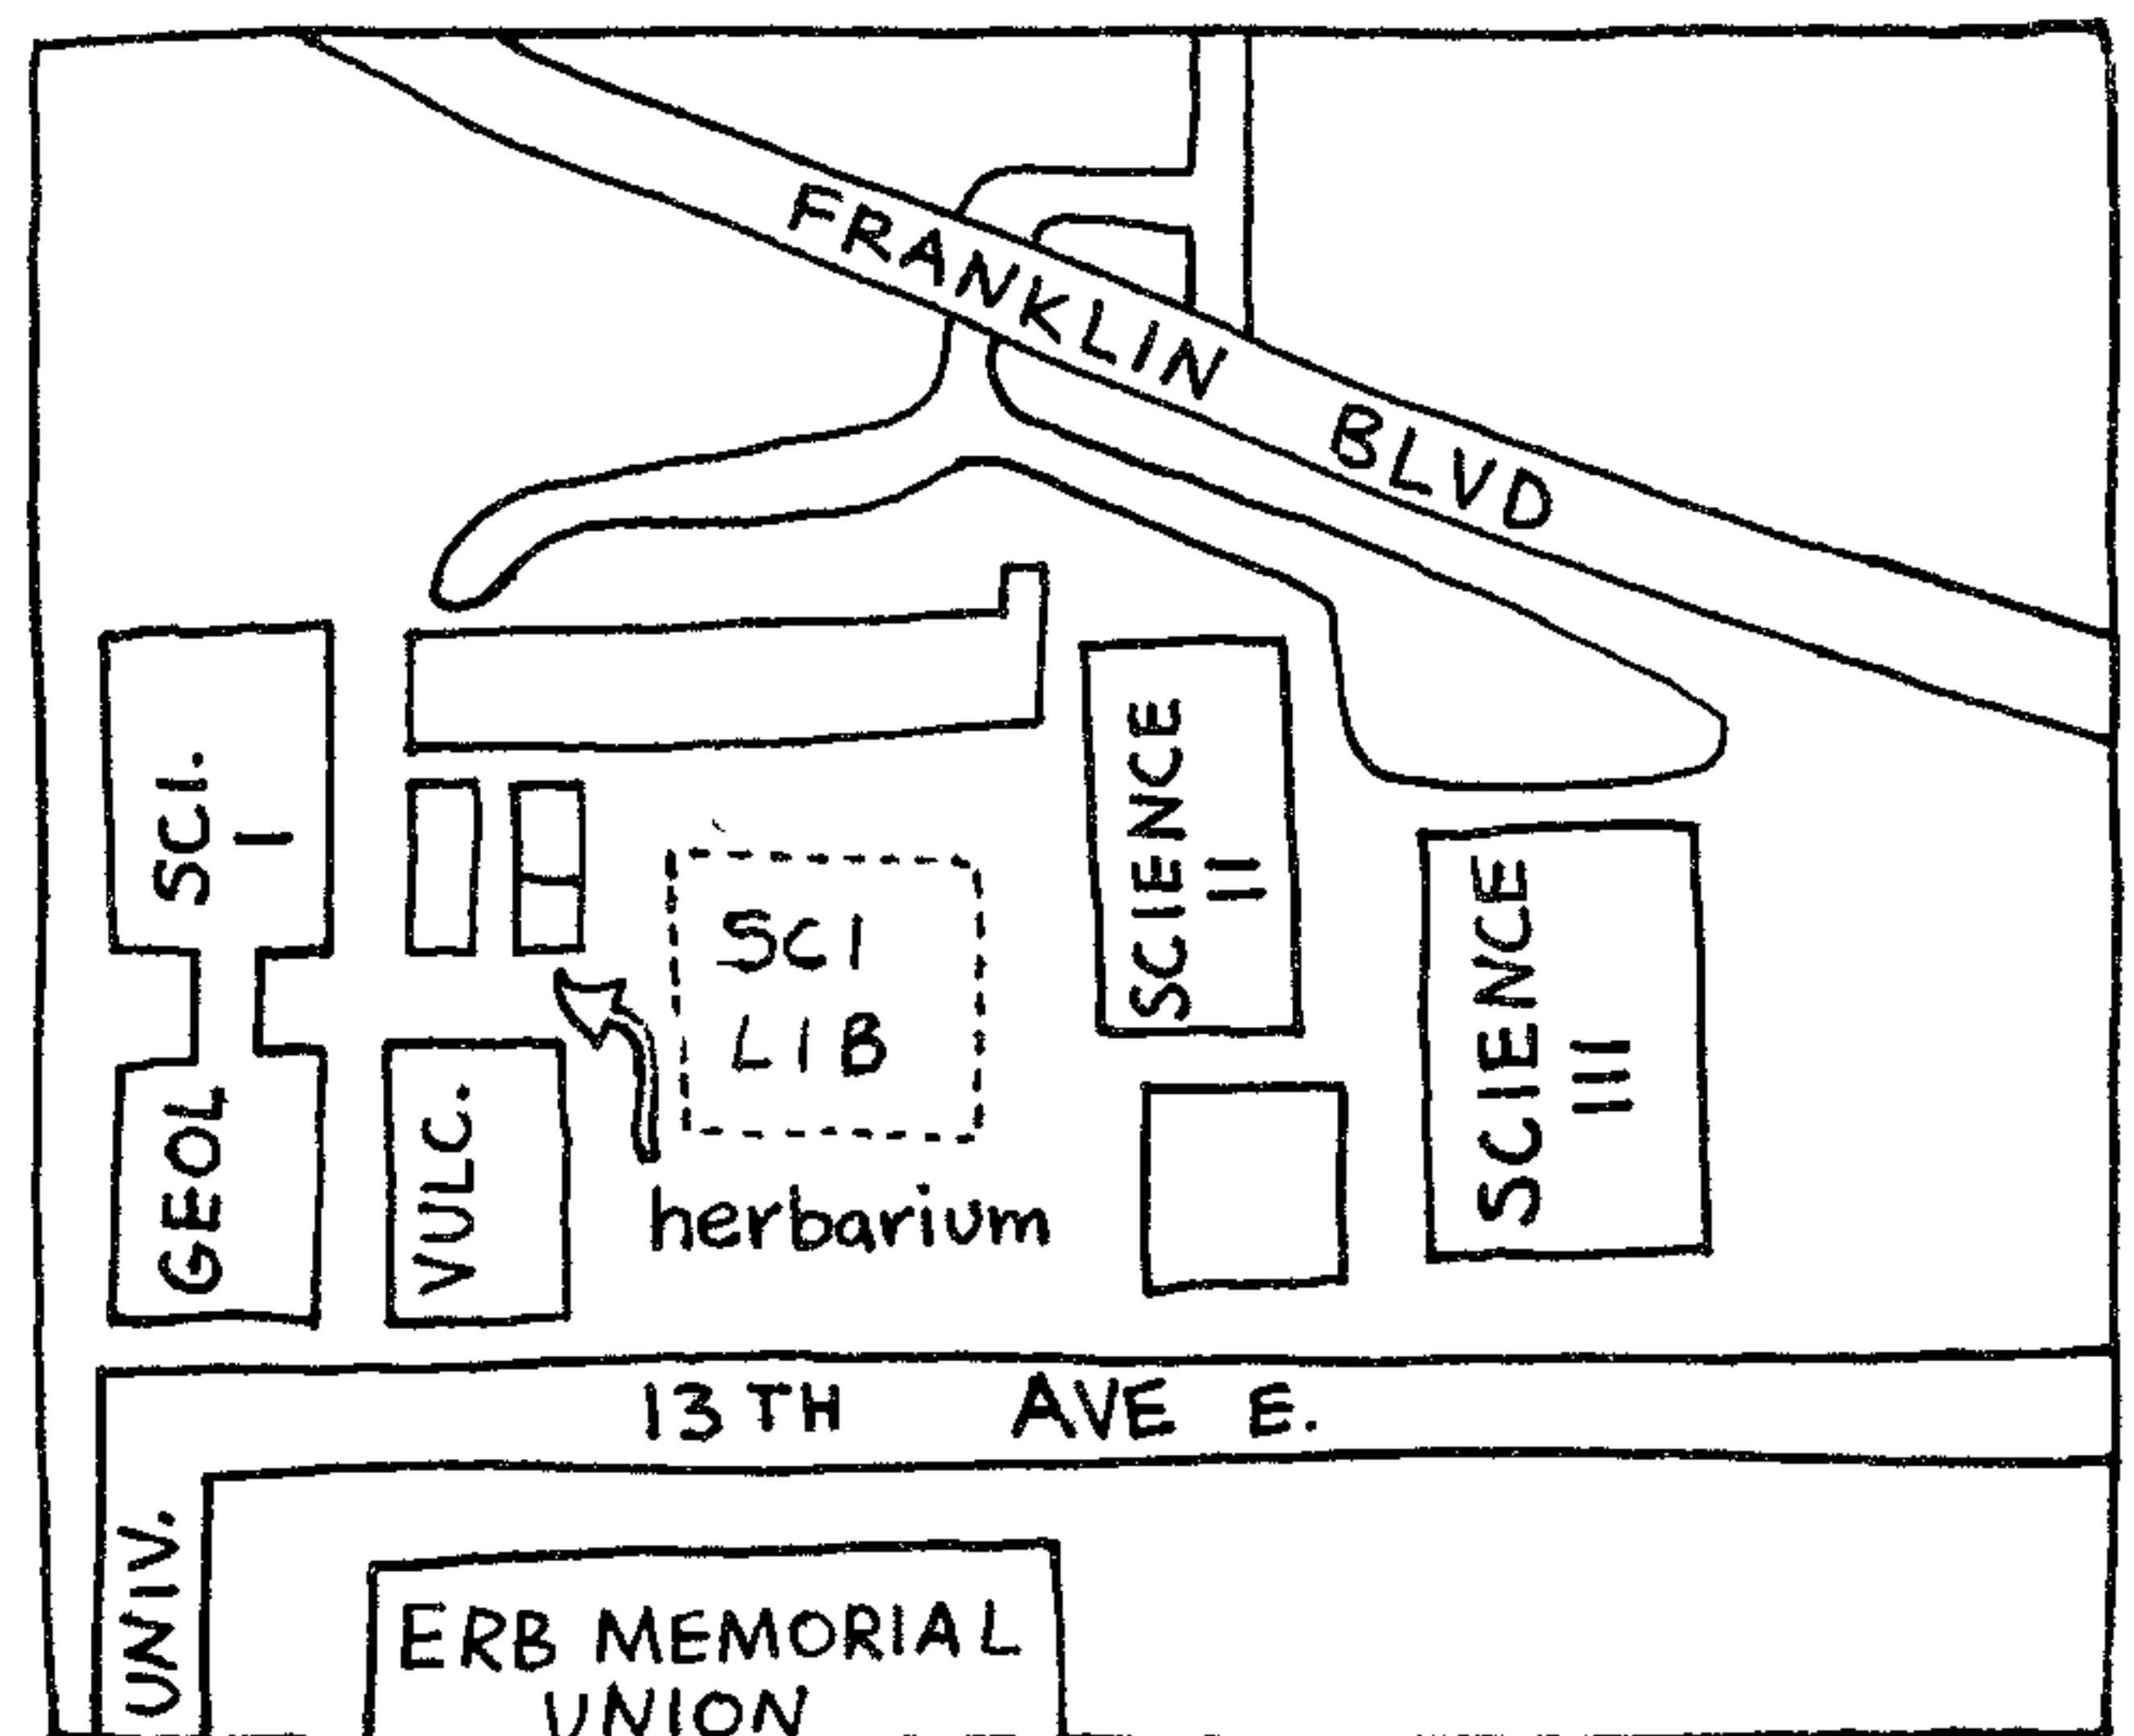 FRANKLIN BLVD
SCI.
I
SCIENCE
II
SCIENCE
III
SCI
LIB
GEOL
VULC.
herbarium
13TH AVE E.
UNIV.
ERB MEMORIAL
UNION